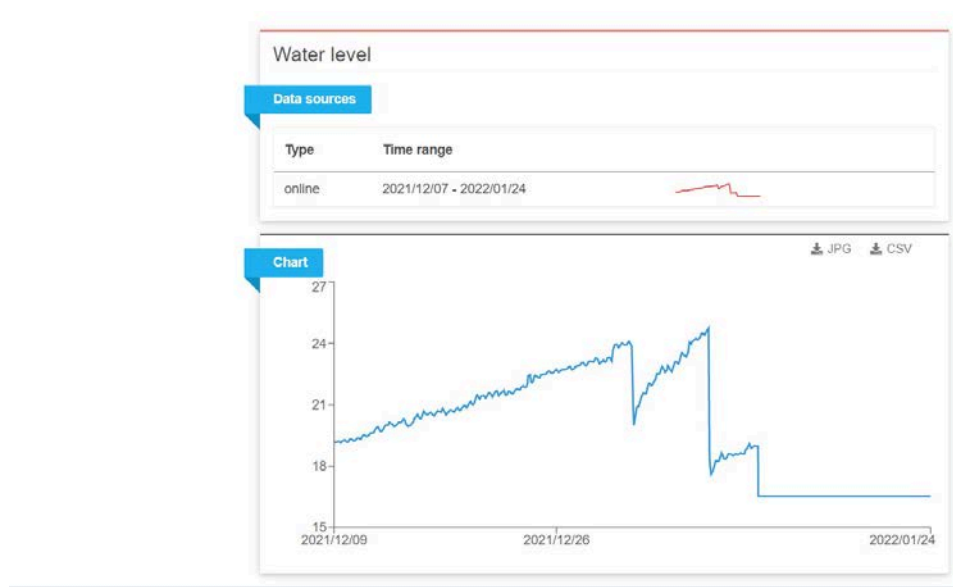 Water level
Data sources
Type Time range
online 2021/12/07 - 2022/01/24
JPG CSV
Chart
27
24
21
18
15
2021/12/09 2021/12/26 2022/01/24